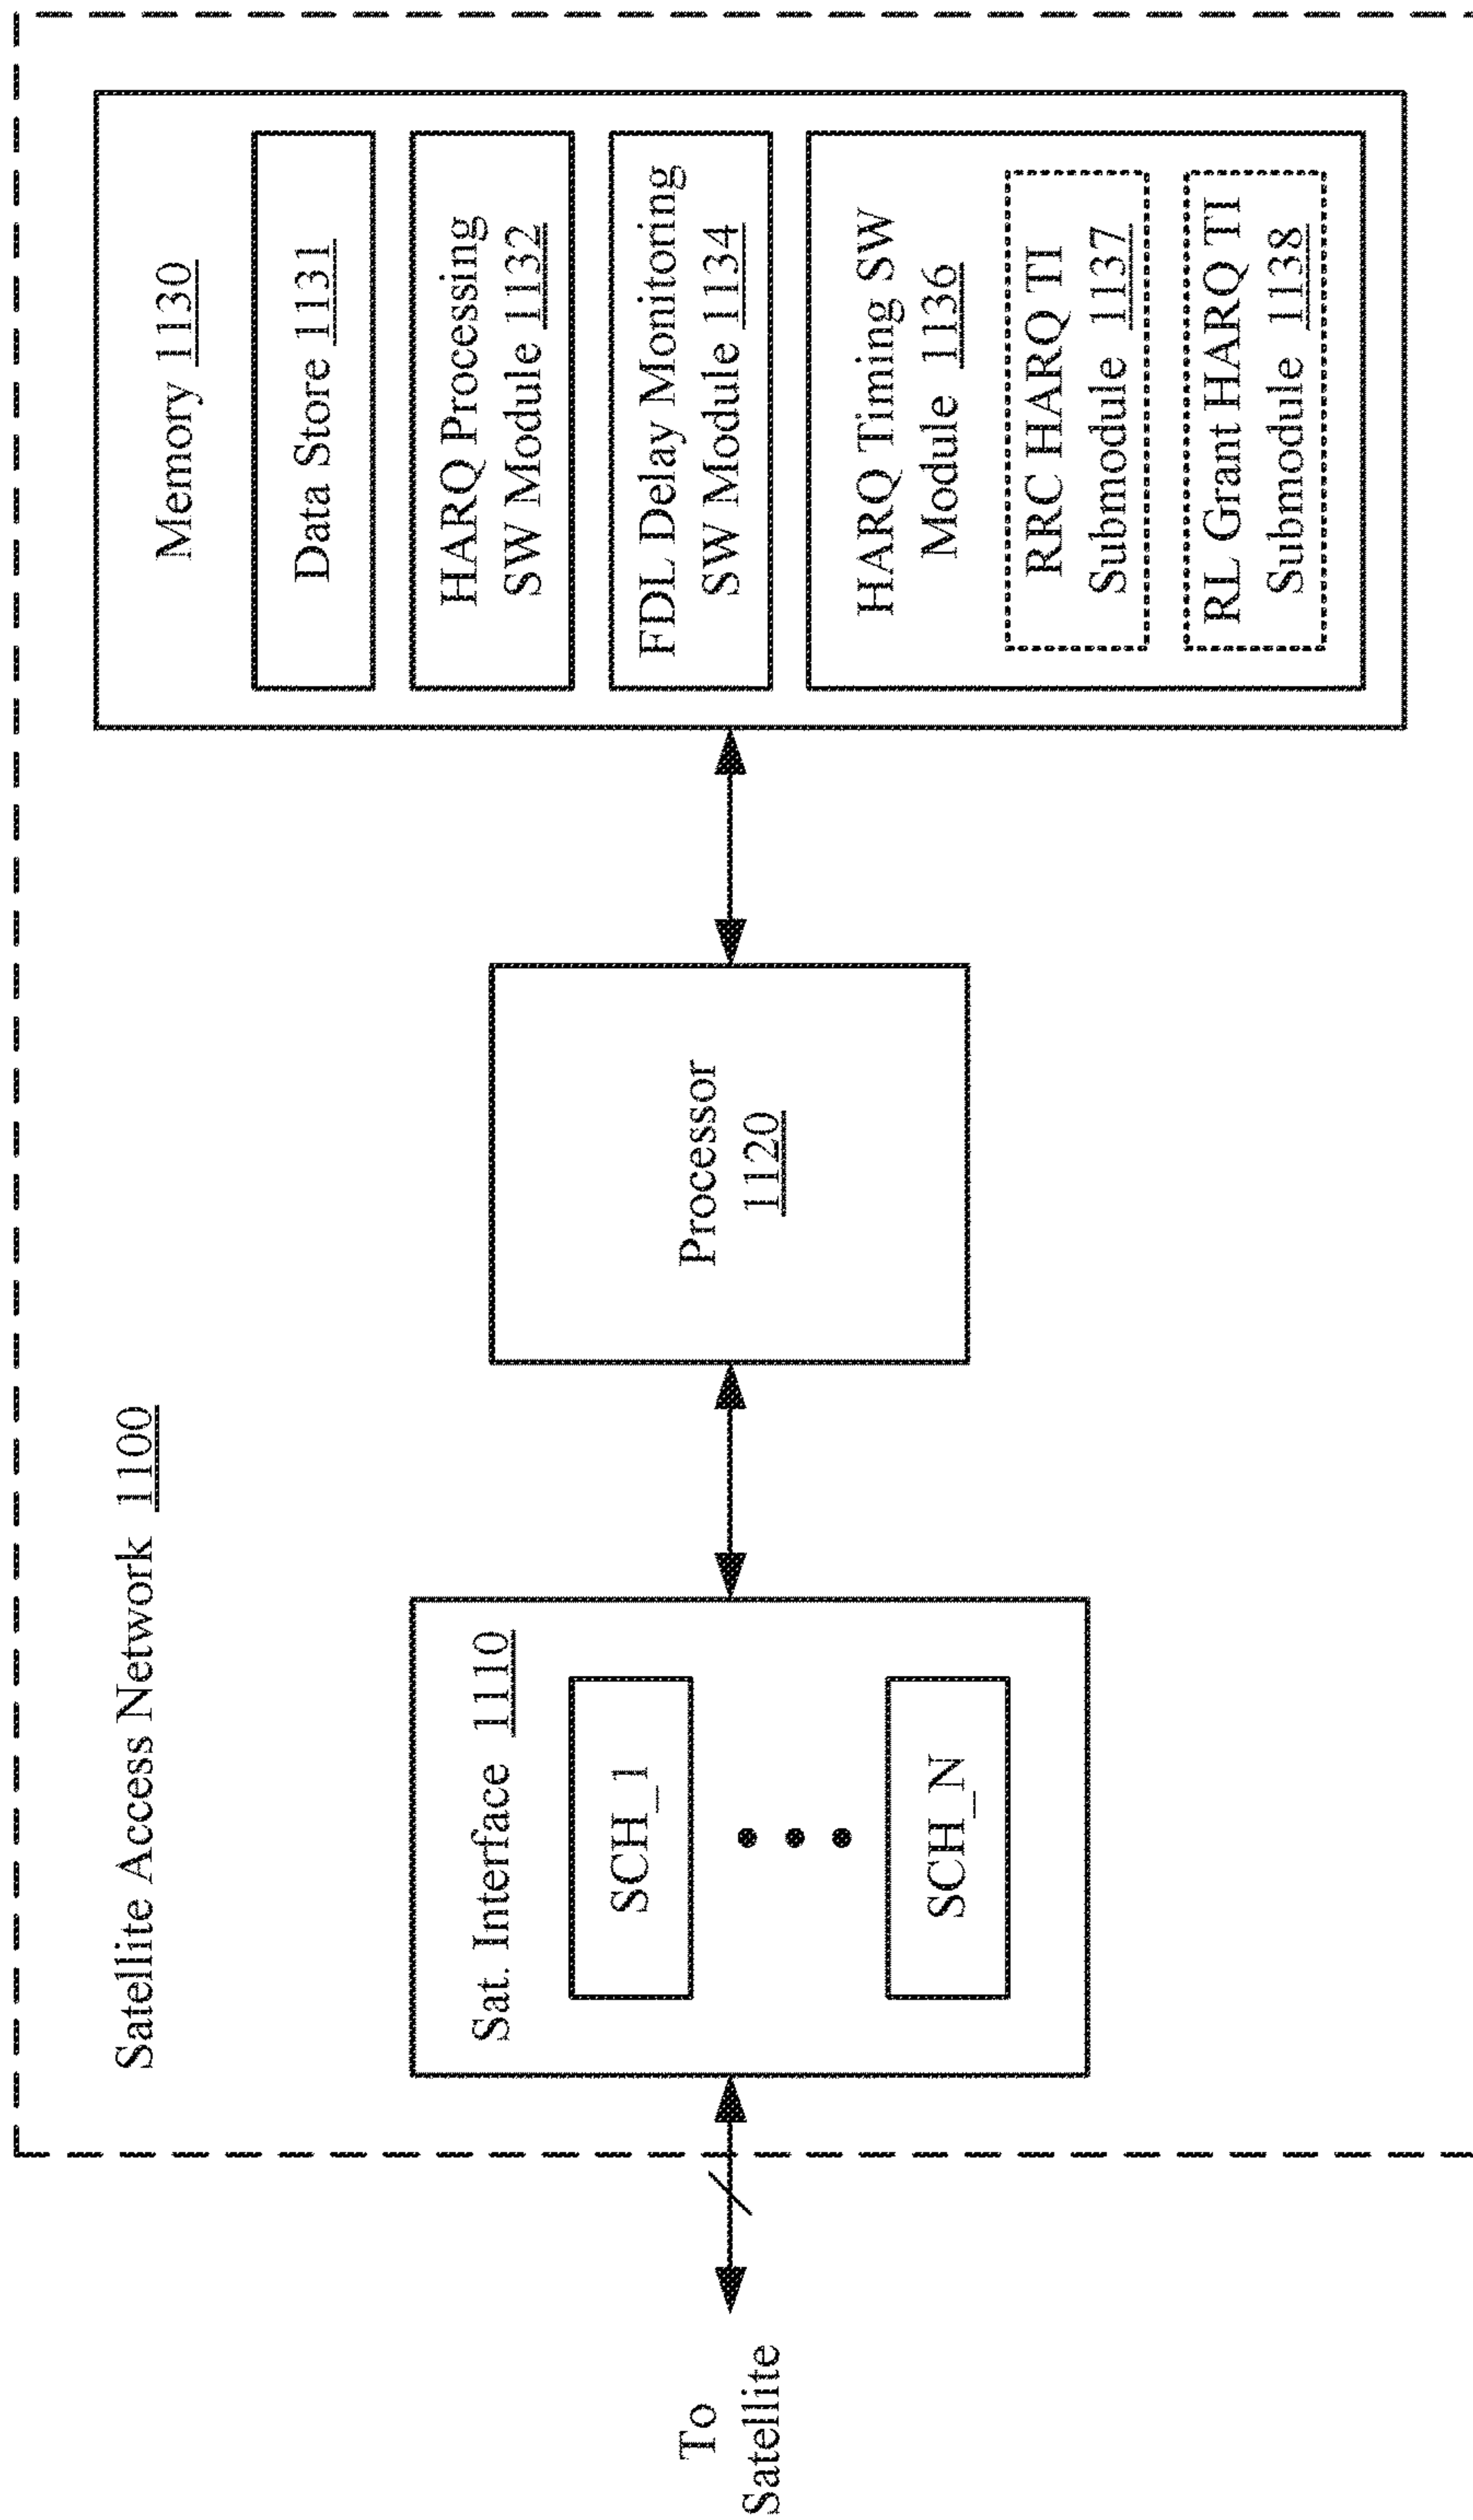 Satellite Access Network 1100
To
Satellite
Sat. Interface 1110
SCH_1
SCH_N
Processor
1120
Memory 1130
Data Store 1131
HARQ Processing
SW Module 1132
FDL Delay Monitoring
SW Module 1134
HARQ Timing SW
Module 1136
RRC HARQ TI
Submodule 1137
RL Grant HARQ TI
Submodule 1138